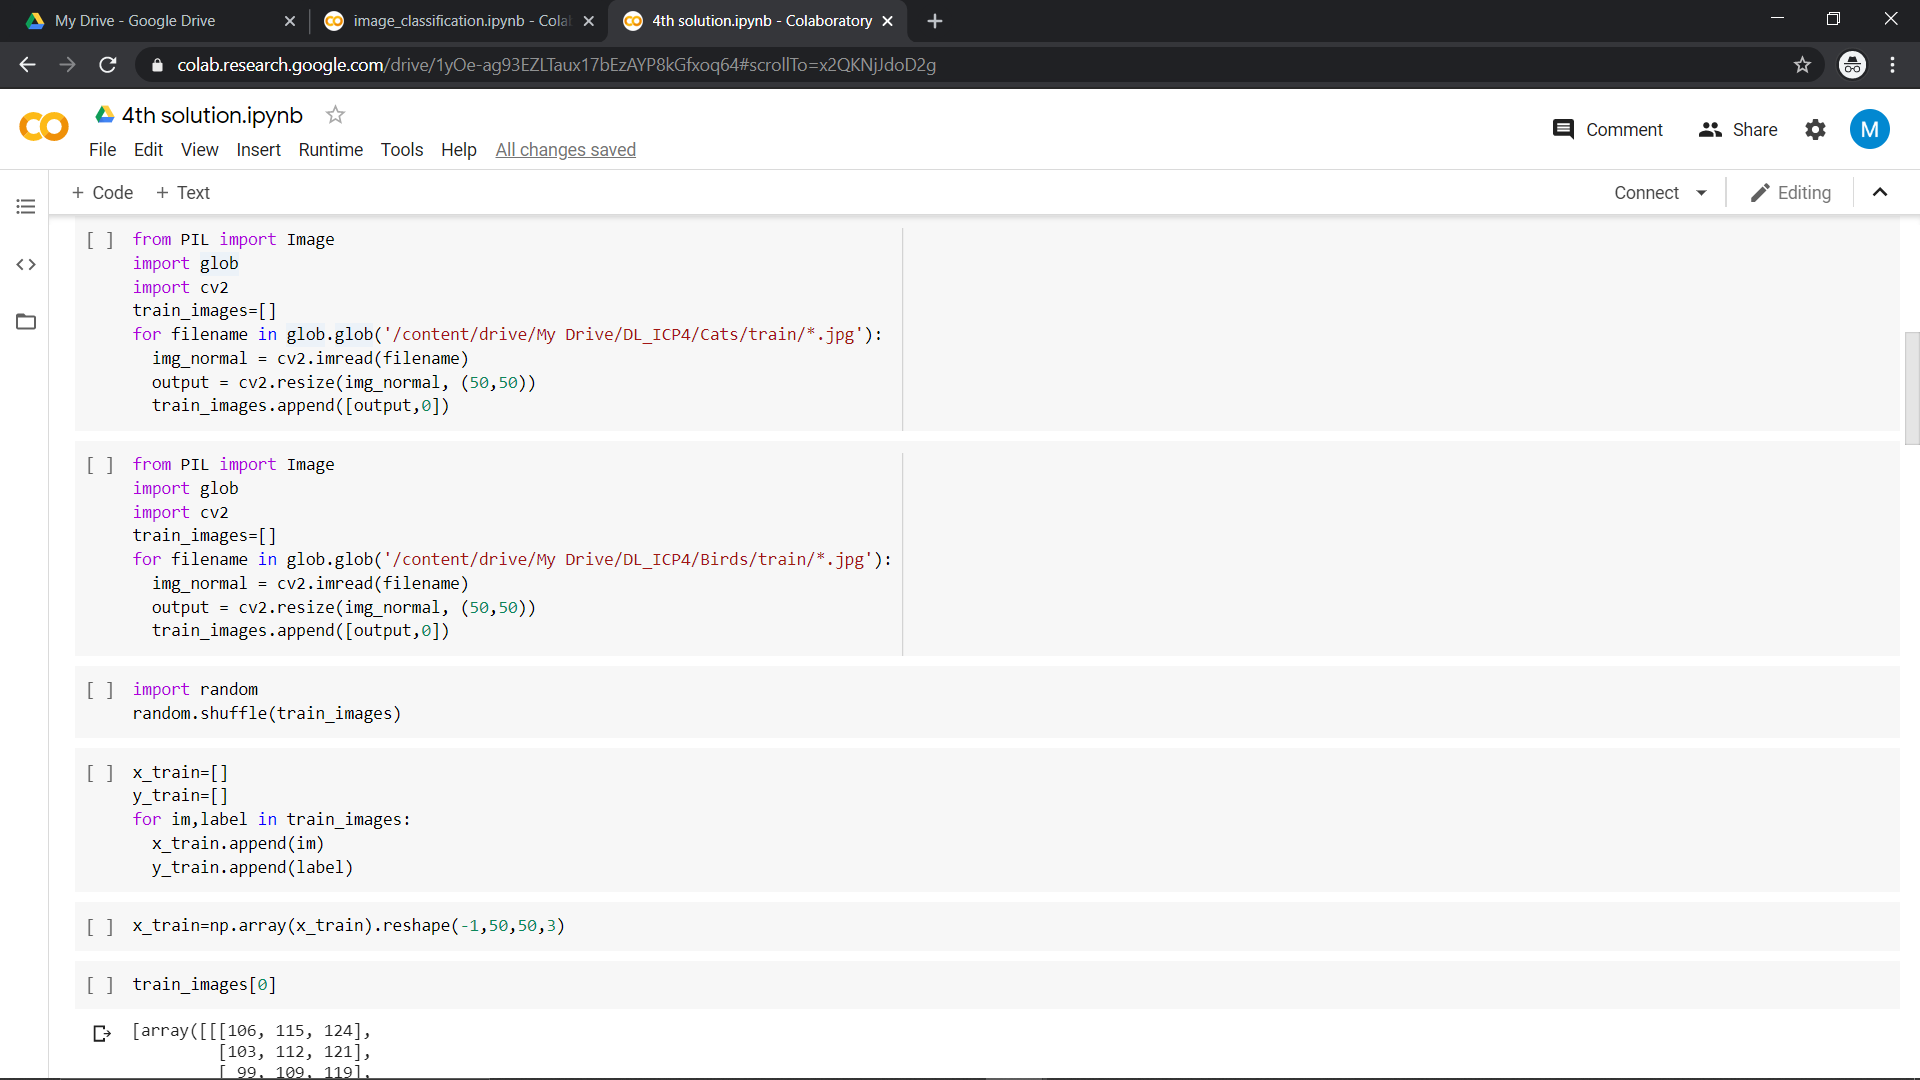 My Drive - Google Drive
image_classification.ipynb - Cola
4th solution.ipynb - Colaboratory
colab.research.google.com/drive/1yOe-ag93EZLTaux17bEzAYP8kGfxoq64#scrollTo=x2QKNjJdoD2g
4th solution.ipynb
Comment
Share
M
File Edit View Insert Runtime Tools Help All changes saved
+ Code + Text
Connect
Editing
[ ] from PIL import Image
import glob
import cv2
train_images=[]
for filename in glob.glob('/content/drive/My Drive/DL_ICP4/Cats/train/*.jpg'):
img_normal = cv2.imread(filename)
output = cv2.resize(img_normal, (50,50))
train_images.append([output,0])
[ ] from PIL import Image
import glob
import cv2
train_images=[]
for filename in glob.glob('/content/drive/My Drive/DL_ICP4/Birds/train/*.jpg'):
img_normal = cv2.imread(filename)
output = cv2.resize(img_normal, (50,50))
train_images.append([output,0])
[ ] import random
random.shuffle(train_images)
[ ] x_train=[]
y_train=[]
for im,label in train_images:
x_train.append(im)
y_train.append(label)
[ ] x_train=np.array(x_train).reshape(-1,50,50,3)
[ ] train_images[0]
[array([[[106, 115, 124],
[103, 112, 121],
[ 99, 109, 119],